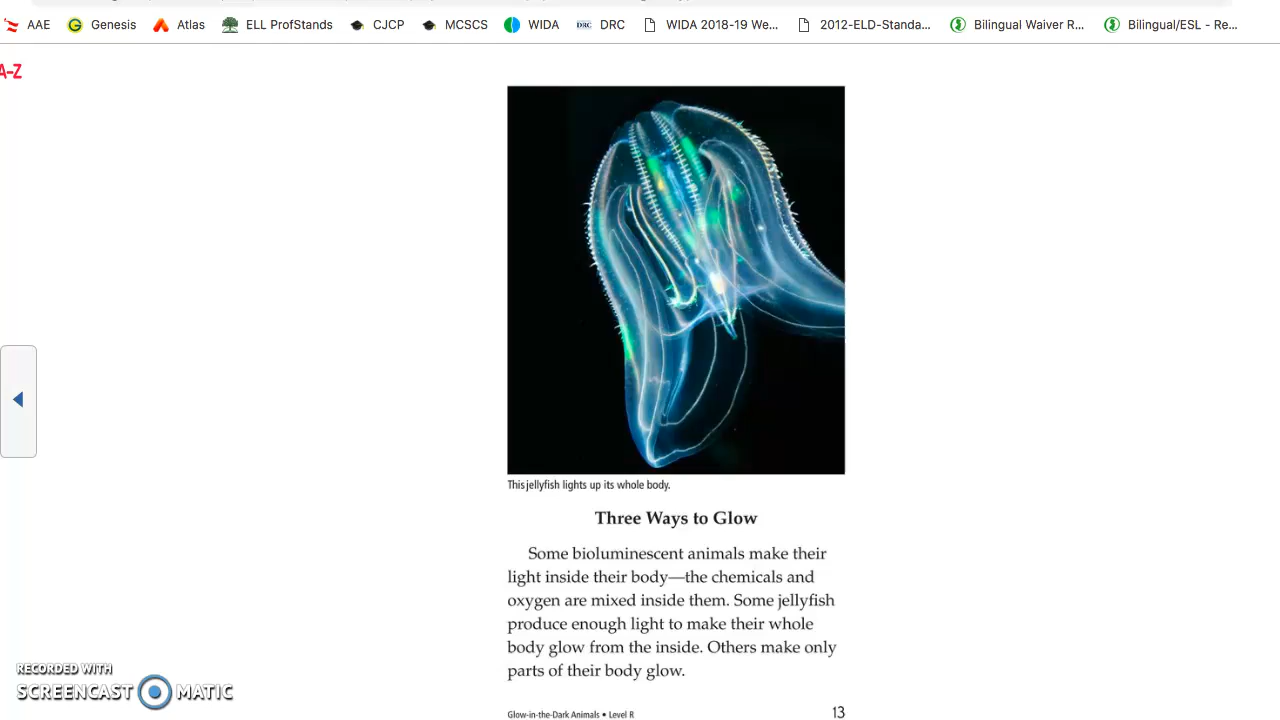 AAE Genesis Atlas ELL ProfStands CJCP MCSCS WIDA DRC WIDA 2018-19 We... 2012-ELD-Standa... Bilingual Waiver R... Bilingual/ESL - Re...
A-Z
This jellyfish lights up its whole body.
Three Ways to Glow
Some bioluminescent animals make their
light inside their body—the chemicals and
oxygen are mixed inside them. Some jellyfish
produce enough light to make their whole
body glow from the inside. Others make only
parts of their body glow.
Glow-in-the-Dark Animals • Level R 13
RECORDED WITH
SCREENCAST MATIC